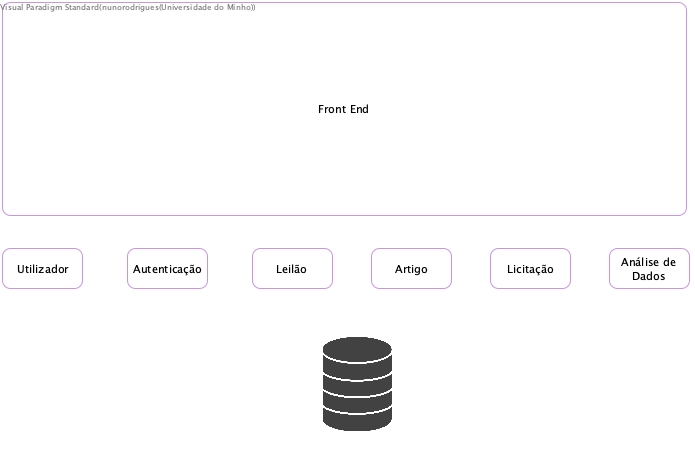 Visual Paradigm Standard(nunorodrigues(Universidade do Minho))
Front End
Utilizador
Autenticação
Leilão
Artigo
Licitação
Análise de
Dados